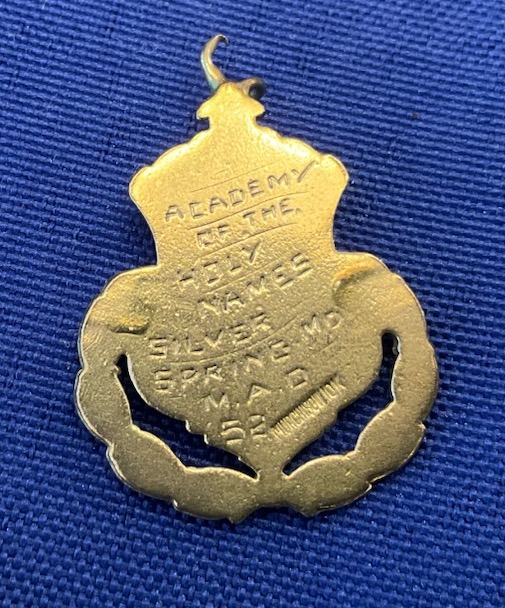 ACADEMY
OF THE
HOLY
NAMES
SILVER
SPRING MD
M.A.D
'52